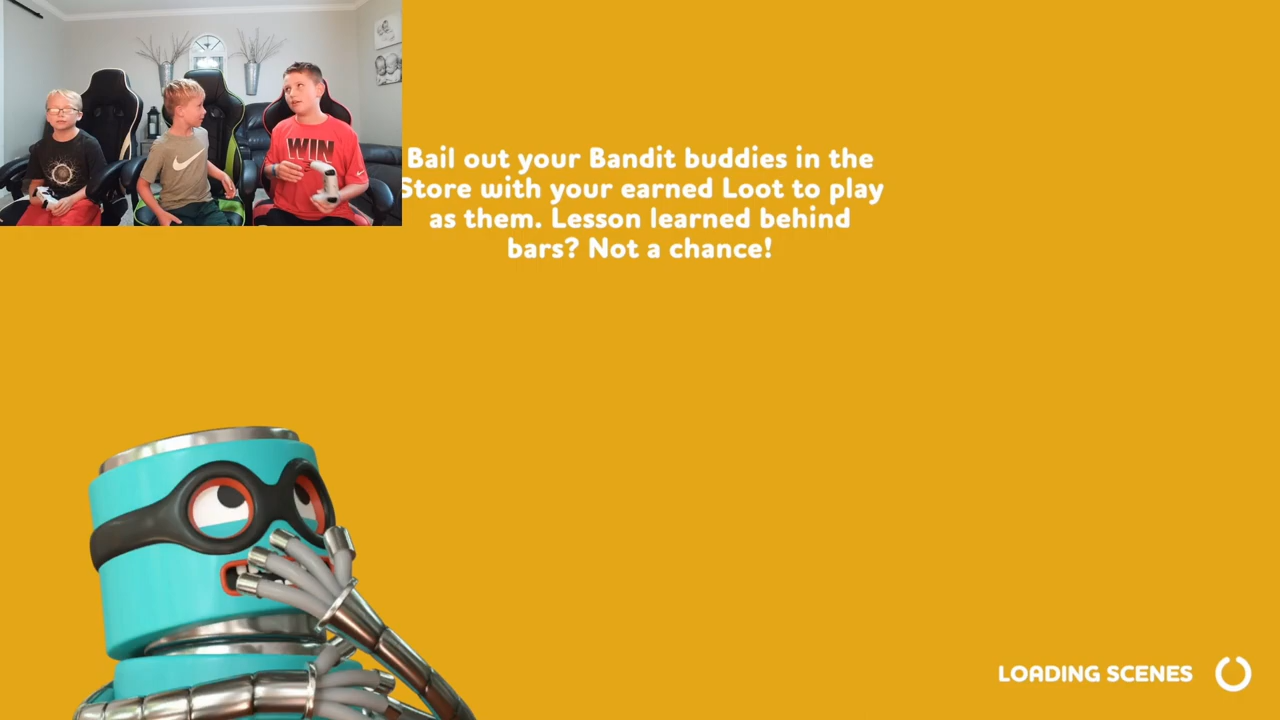 WIN
Bail out your Bandit buddies in the
Store with your earned Loot to play
as them. Lesson learned behind
bars? Not a chance!
LOADING SCENES